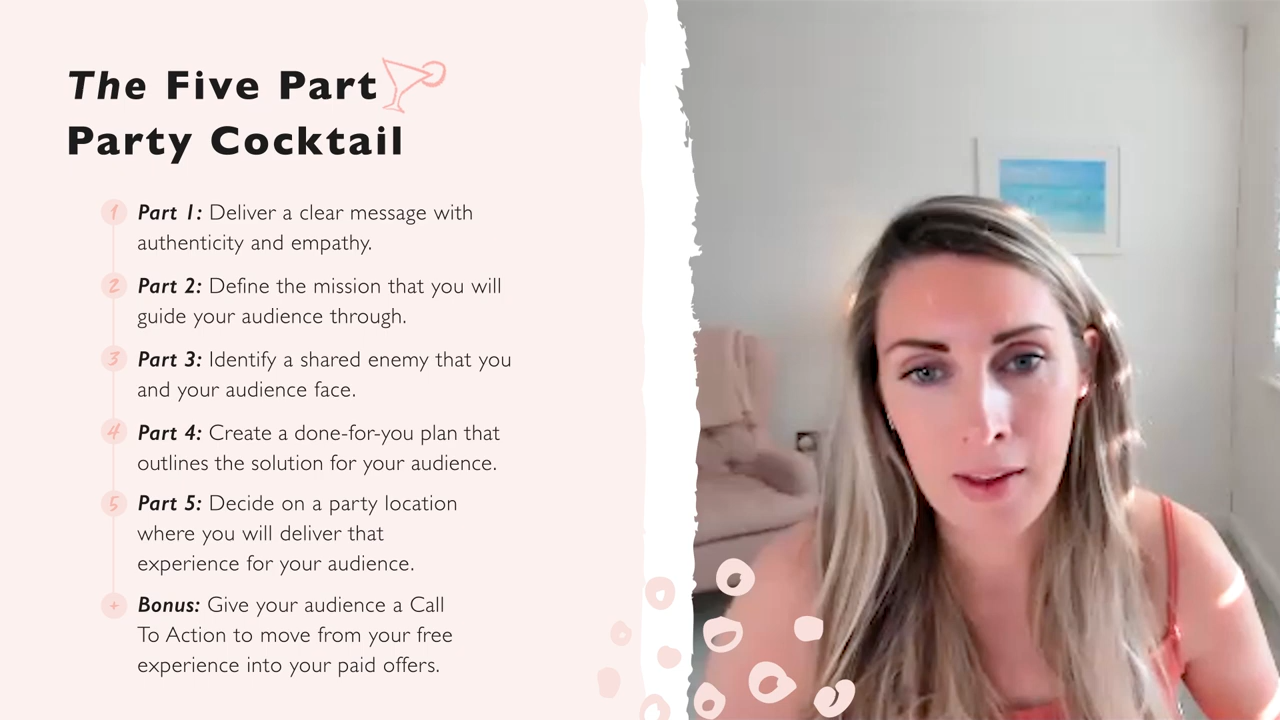 The Five Part
Party Cocktail
1 Part 1: Deliver a clear message with
authenticity and empathy.
2 Part 2: Define the mission that you will
guide your audience through.
3 Part 3: Identify a shared enemy that you
and your audience face.
4 Part 4: Create a done-for-you plan that
outlines the solution for your audience.
5 Part 5: Decide on a party location
where you will deliver that
experience for your audience.
+ Bonus: Give your audience a Call
To Action to move from your free
experience into your paid offers.